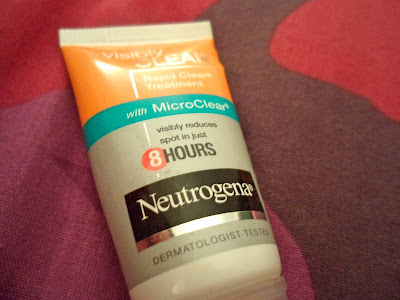 visibly
CLEAR
Rapid Clear®
Treatment
with MicroClear®
visibly reduces
spot in just
8 HOURS
Neutrogena®
DERMATOLOGIST TESTED